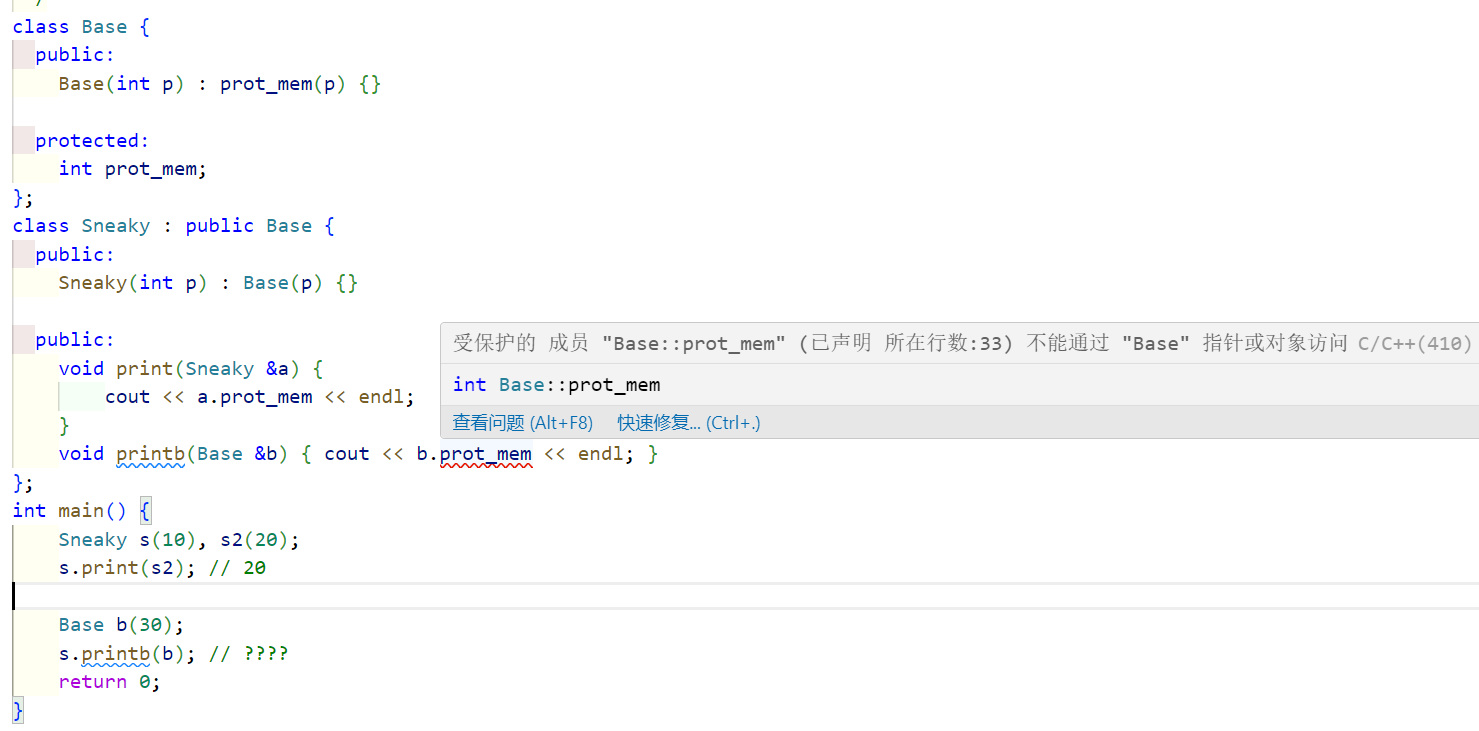 class Base {
public:
Base(int p) : prot_mem(p) {}
protected:
int prot_mem;
};
class Sneaky : public Base {
public:
Sneaky(int p) : Base(p) {}
public:
void print(Sneaky &a) {
cout << a.prot_mem << endl;
}
void printb(Base &b) { cout << b.prot_mem << endl; }
};
int main() {
Sneaky s(10), s2(20);
s.print(s2); // 20
Base b(30);
s.printb(b); // ????
return 0;
}
受保护的 成员 "Base::prot_mem" (已声明 所在行数:33) 不能通过 "Base" 指针或对象访问 C/C++(410)
int Base::prot_mem
查看问题 (Alt+F8) 快速修复... (Ctrl+.)